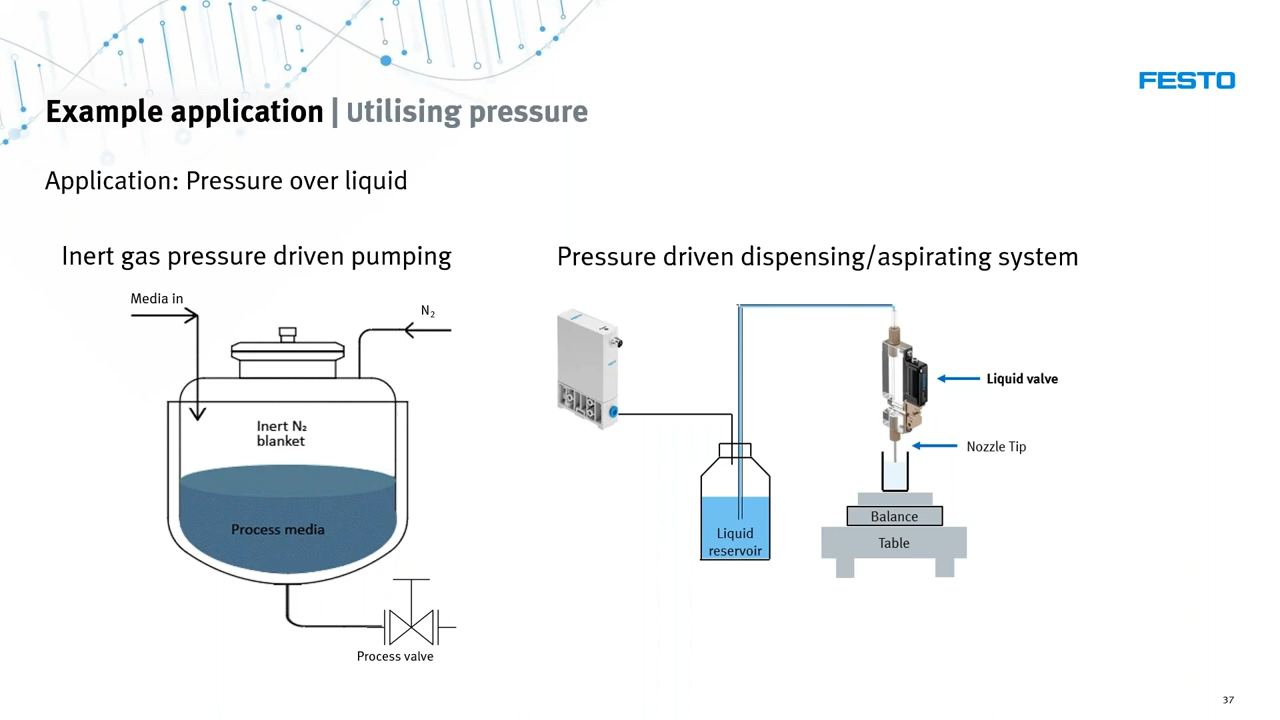 FESTO
Example application | Utilising pressure
Application: Pressure over liquid
Inert gas pressure driven pumping
Media in
N₂
Inert N₂
blanket
Process media
Process valve
Pressure driven dispensing/aspirating system
Liquid valve
Nozzle Tip
Liquid
reservoir
Balance
Table
37